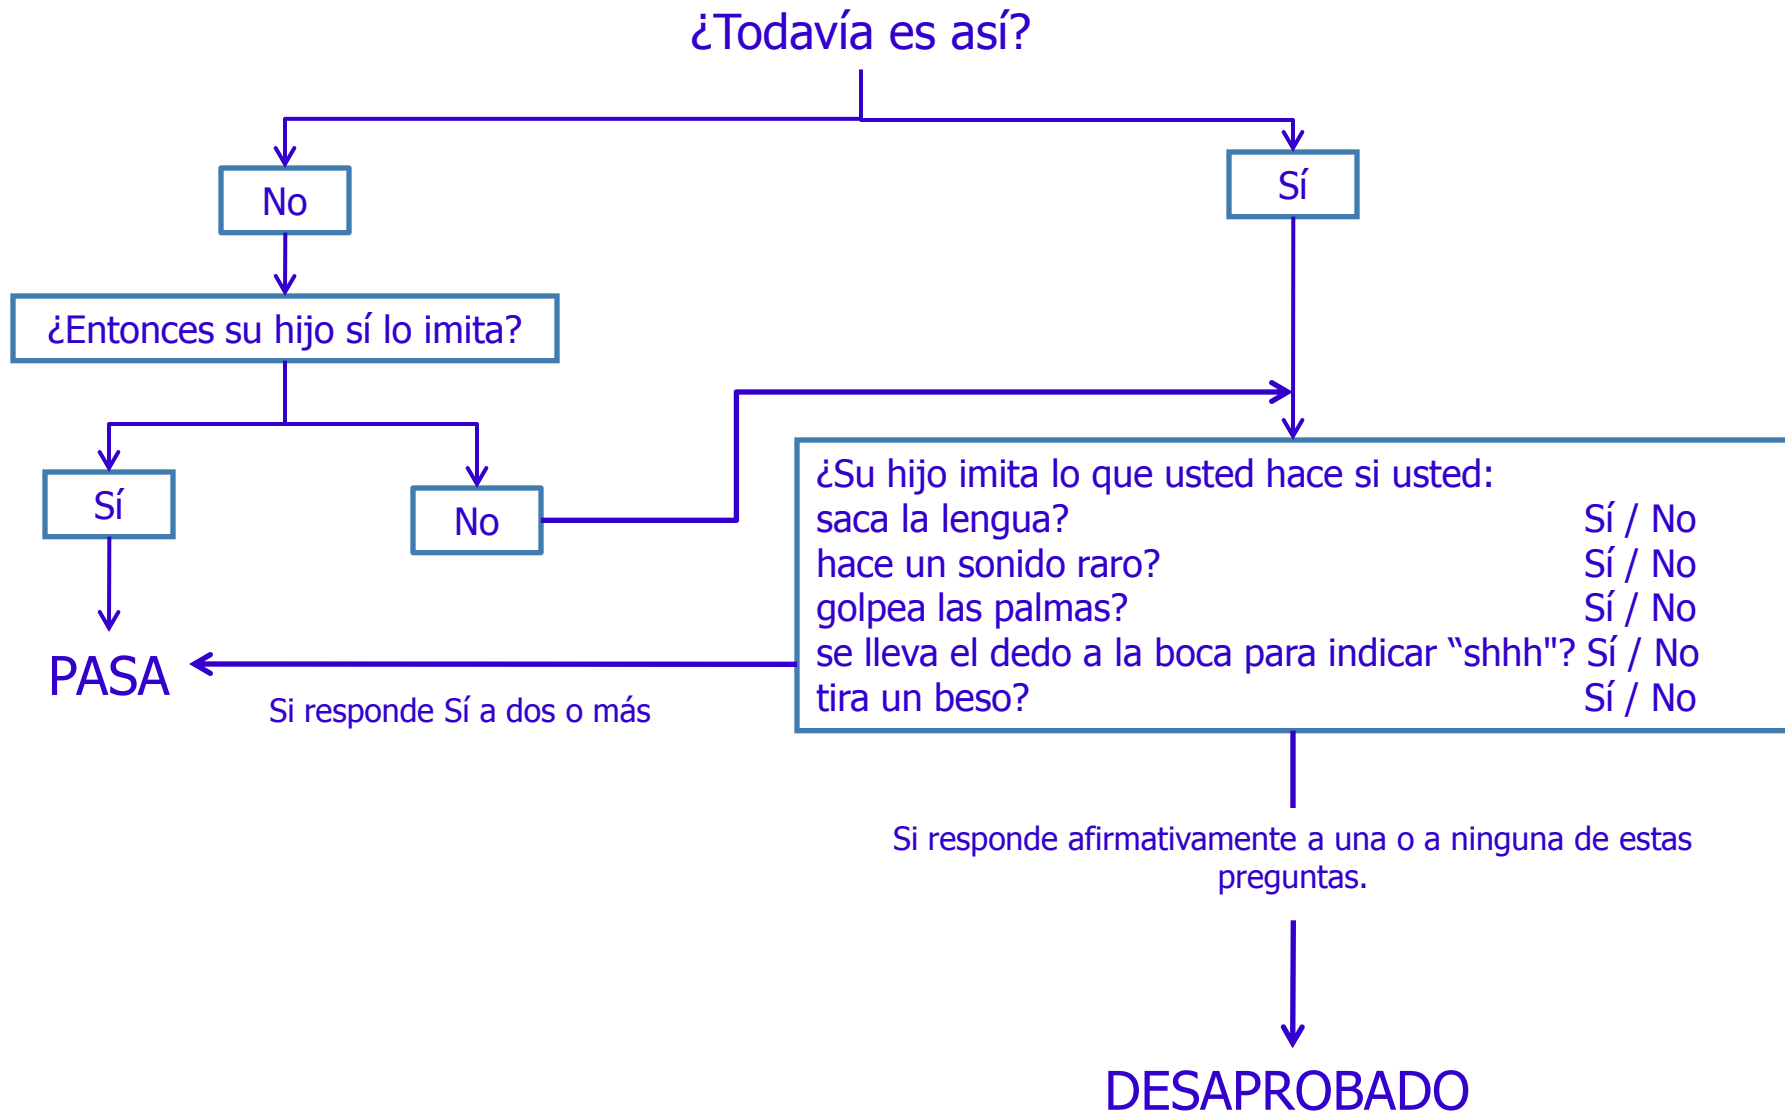 ¿Todavía es así?
No
Sí
¿Entonces su hijo sí lo imita?
Sí
No
¿Su hijo imita lo que usted hace si usted:
saca la lengua? Sí / No
hace un sonido raro? Sí / No
golpea las palmas? Sí / No
se lleva el dedo a la boca para indicar “shhh"? Sí / No
tira un beso? Sí / No
PASA
Si responde Sí a dos o más
Si responde afirmativamente a una o a ninguna de estas
preguntas.
DESAPROBADO